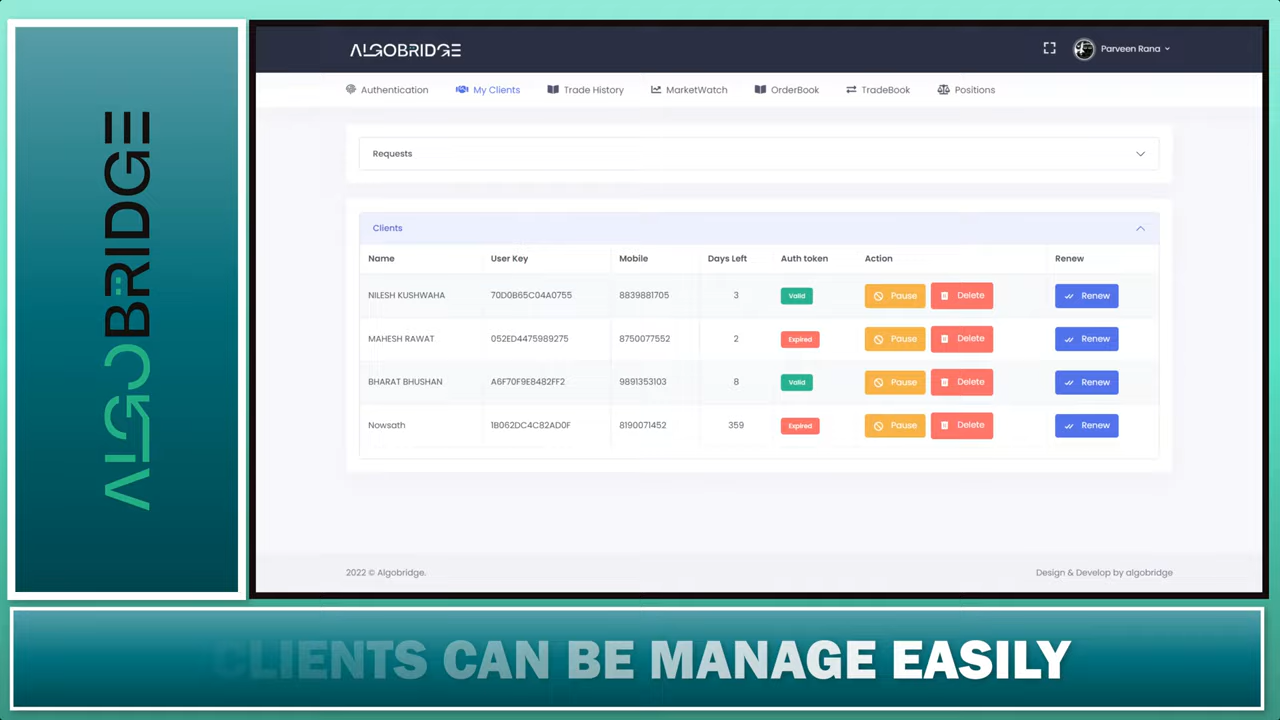 ALGOBRIDGE
ALGOBRIDGE
Parveen Rana
Authentication My Clients Trade History MarketWatch OrderBook TradeBook Positions
Requests
Clients
Name User Key Mobile Days Left Auth token Action Renew
NILESH KUSHWAHA 70D0B65C04A0755 8839881705 3 Valid Pause Delete Renew
MAHESH RAWAT 052ED4475989275 8750077552 2 Expired Pause Delete Renew
BHARAT BHUSHAN A6F70F9E8482FF2 9891353103 8 Valid Pause Delete Renew
Nowsath 1B062DC4C82AD0F 8190071452 359 Expired Pause Delete Renew
2022 © Algobridge. Design & Develop by algobridge
CLIENTS CAN BE MANAGE EASILY